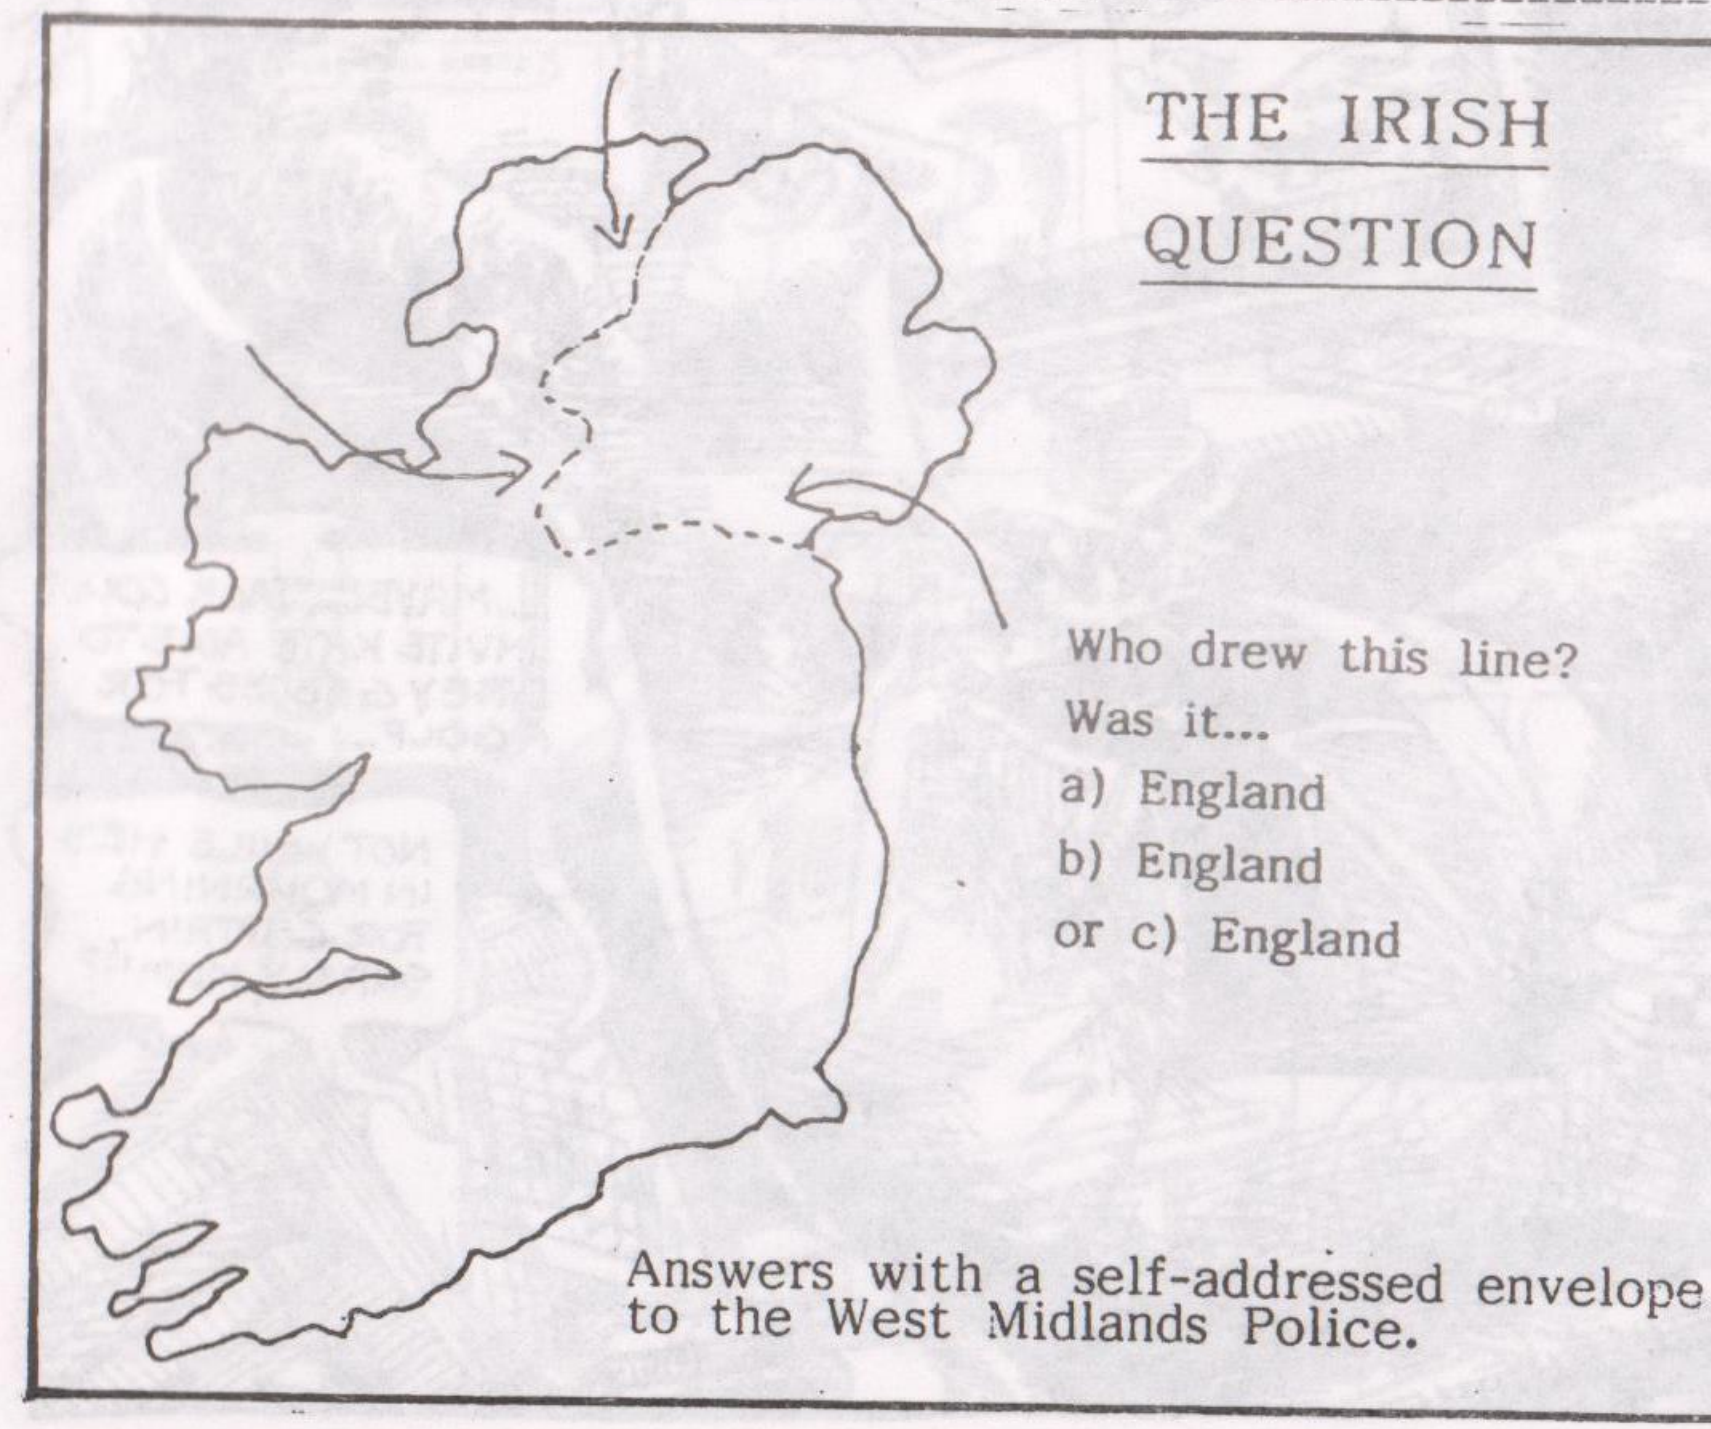 THE IRISH
QUESTION
Who drew this line?
Was it...
a) England
b) England
or c) England
Answers with a self-addressed envelope
to the West Midlands Police.